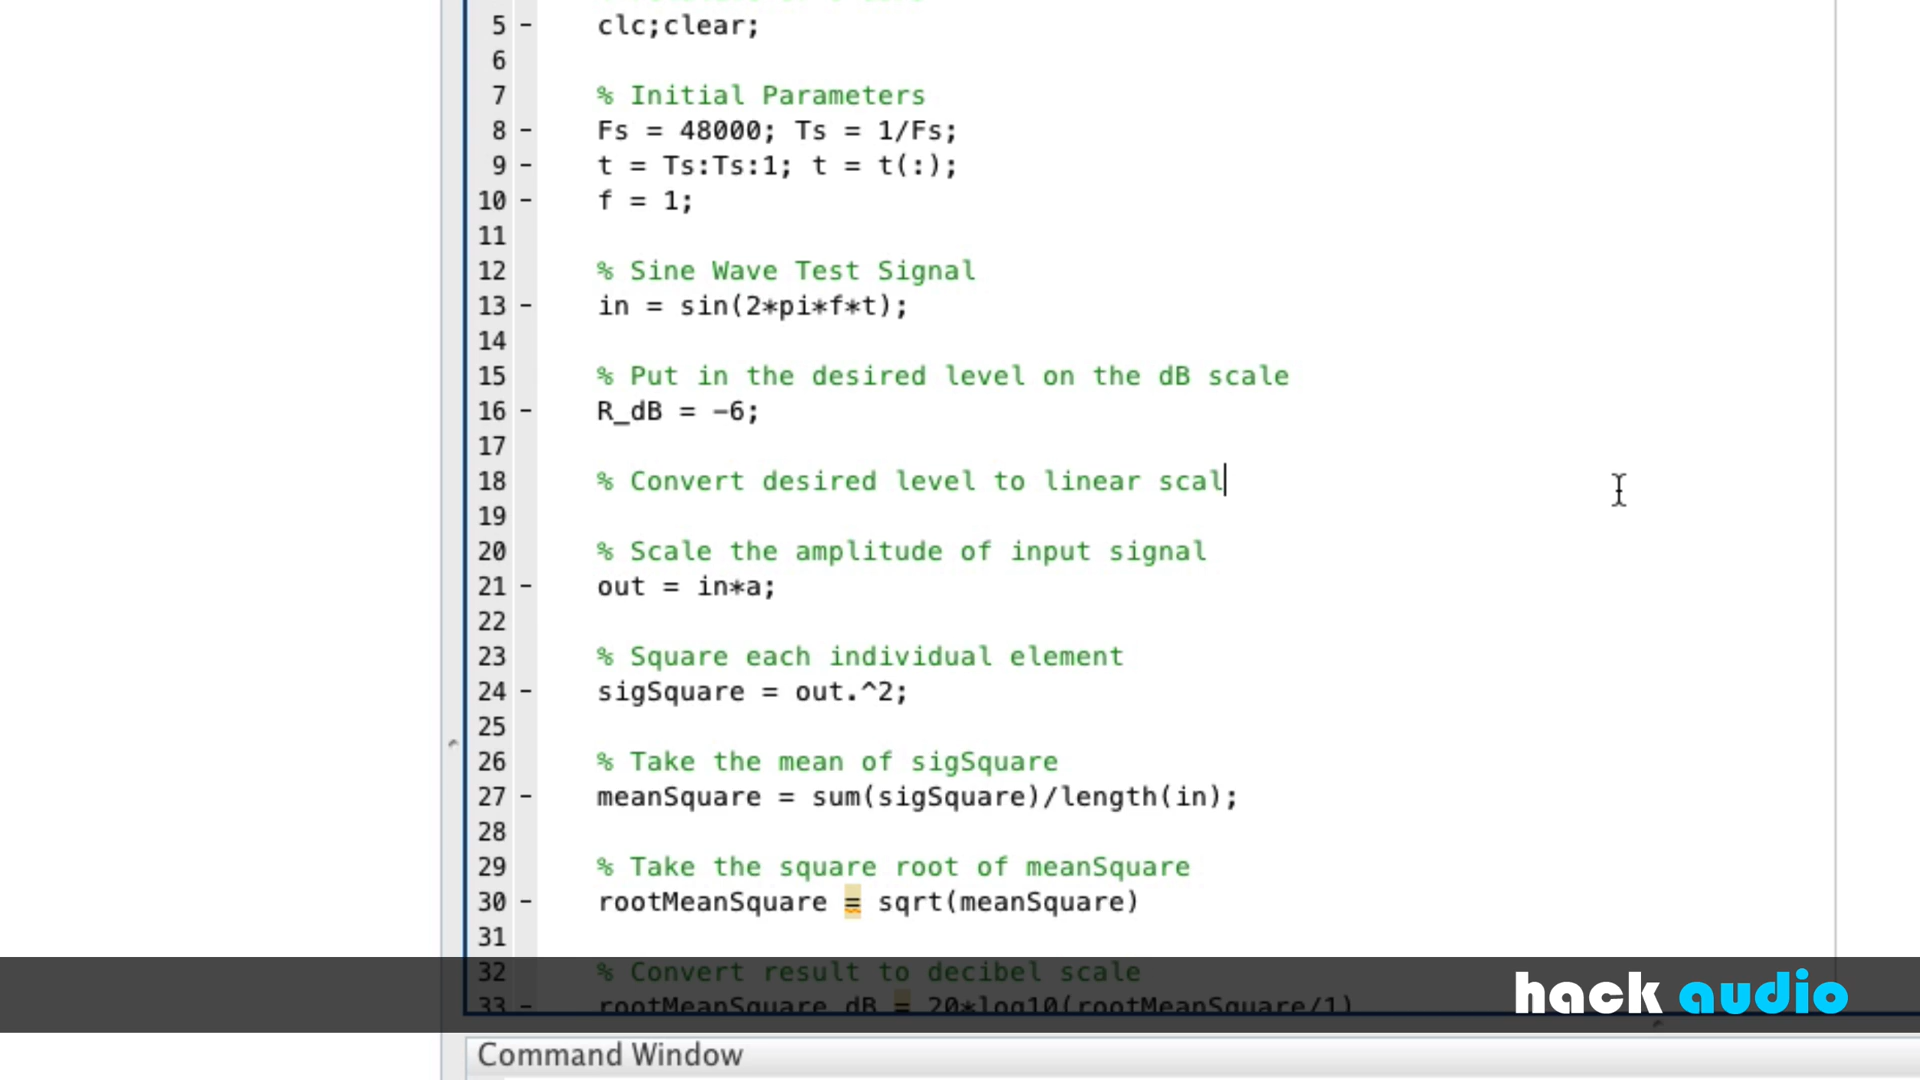 5 - clc;clear;
6
7 % Initial Parameters
8 - Fs = 48000; Ts = 1/Fs;
9 - t = Ts:Ts:1; t = t(:);
10 - f = 1;
11
12 % Sine Wave Test Signal
13 - in = sin(2*pi*f*t);
14
15 % Put in the desired level on the dB scale
16 - R_dB = -6;
17
18 % Convert desired level to linear scal
19
20 % Scale the amplitude of input signal
21 - out = in*a;
22
23 % Square each individual element
24 - sigSquare = out.^2;
25
26 % Take the mean of sigSquare
27 - meanSquare = sum(sigSquare)/length(in);
28
29 % Take the square root of meanSquare
30 - rootMeanSquare = sqrt(meanSquare)
31
32 % Convert result to decibel scale
33 - rootMeanSquare_dB = 20*log10(rootMeanSquare/1)
hack audio
Command Window